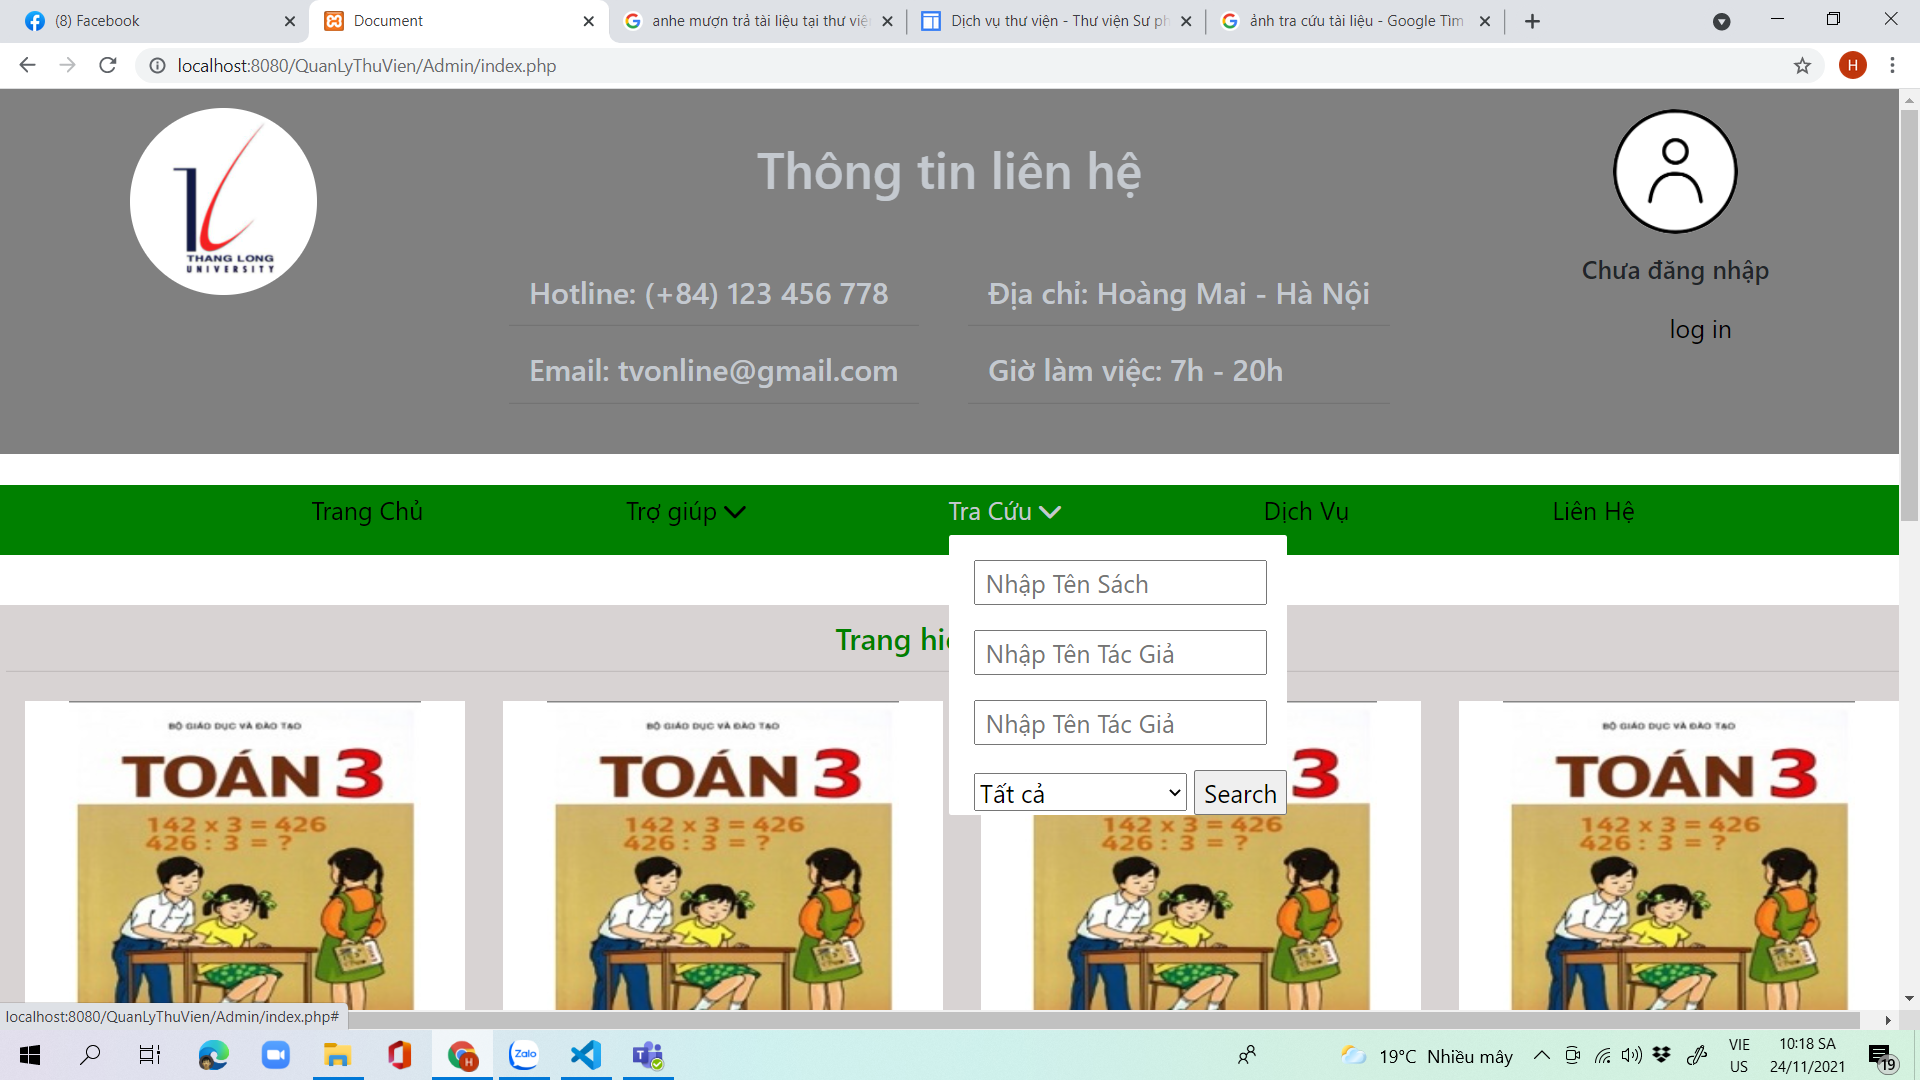 (8) Facebook
Document
anhe mượn trả tài liệu tại thư viê
Dịch vụ thư viện - Thư viện Sư ph
ảnh tra cứu tài liệu - Google Tìm
localhost:8080/QuanLyThuVien/Admin/index.php
H
THANG LONG
UNIVERSITY
Thông tin liên hệ
Hotline: (+84) 123 456 778
Địa chỉ: Hoàng Mai - Hà Nội
Email: tvonline@gmail.com
Giờ làm việc: 7h - 20h
Chưa đăng nhập
log in
Trang Chủ
Trợ giúp
Tra Cứu
Dịch Vụ
Liên Hệ
Nhập Tên Sách
Nhập Tên Tác Giả
Nhập Tên Tác Giả
Tất cả
Search
Trang hi
BỘ GIÁO DỤC VÀ ĐÀO TẠO
TOÁN 3
142 x 3 = 426
426 : 3 = ?
BỘ GIÁO DỤC VÀ ĐÀO TẠO
TOÁN 3
142 x 3 = 426
426 : 3 = ?
3
142 x 3 = 426
426 : 3 = ?
BỘ GIÁO DỤC VÀ ĐÀO TẠO
TOÁN 3
142 x 3 = 426
426 : 3 = ?
localhost:8080/QuanLyThuVien/Admin/index.php#
H
Zalo
T
19°C Nhiều mây
VIE
US
10:18 SA
24/11/2021
19